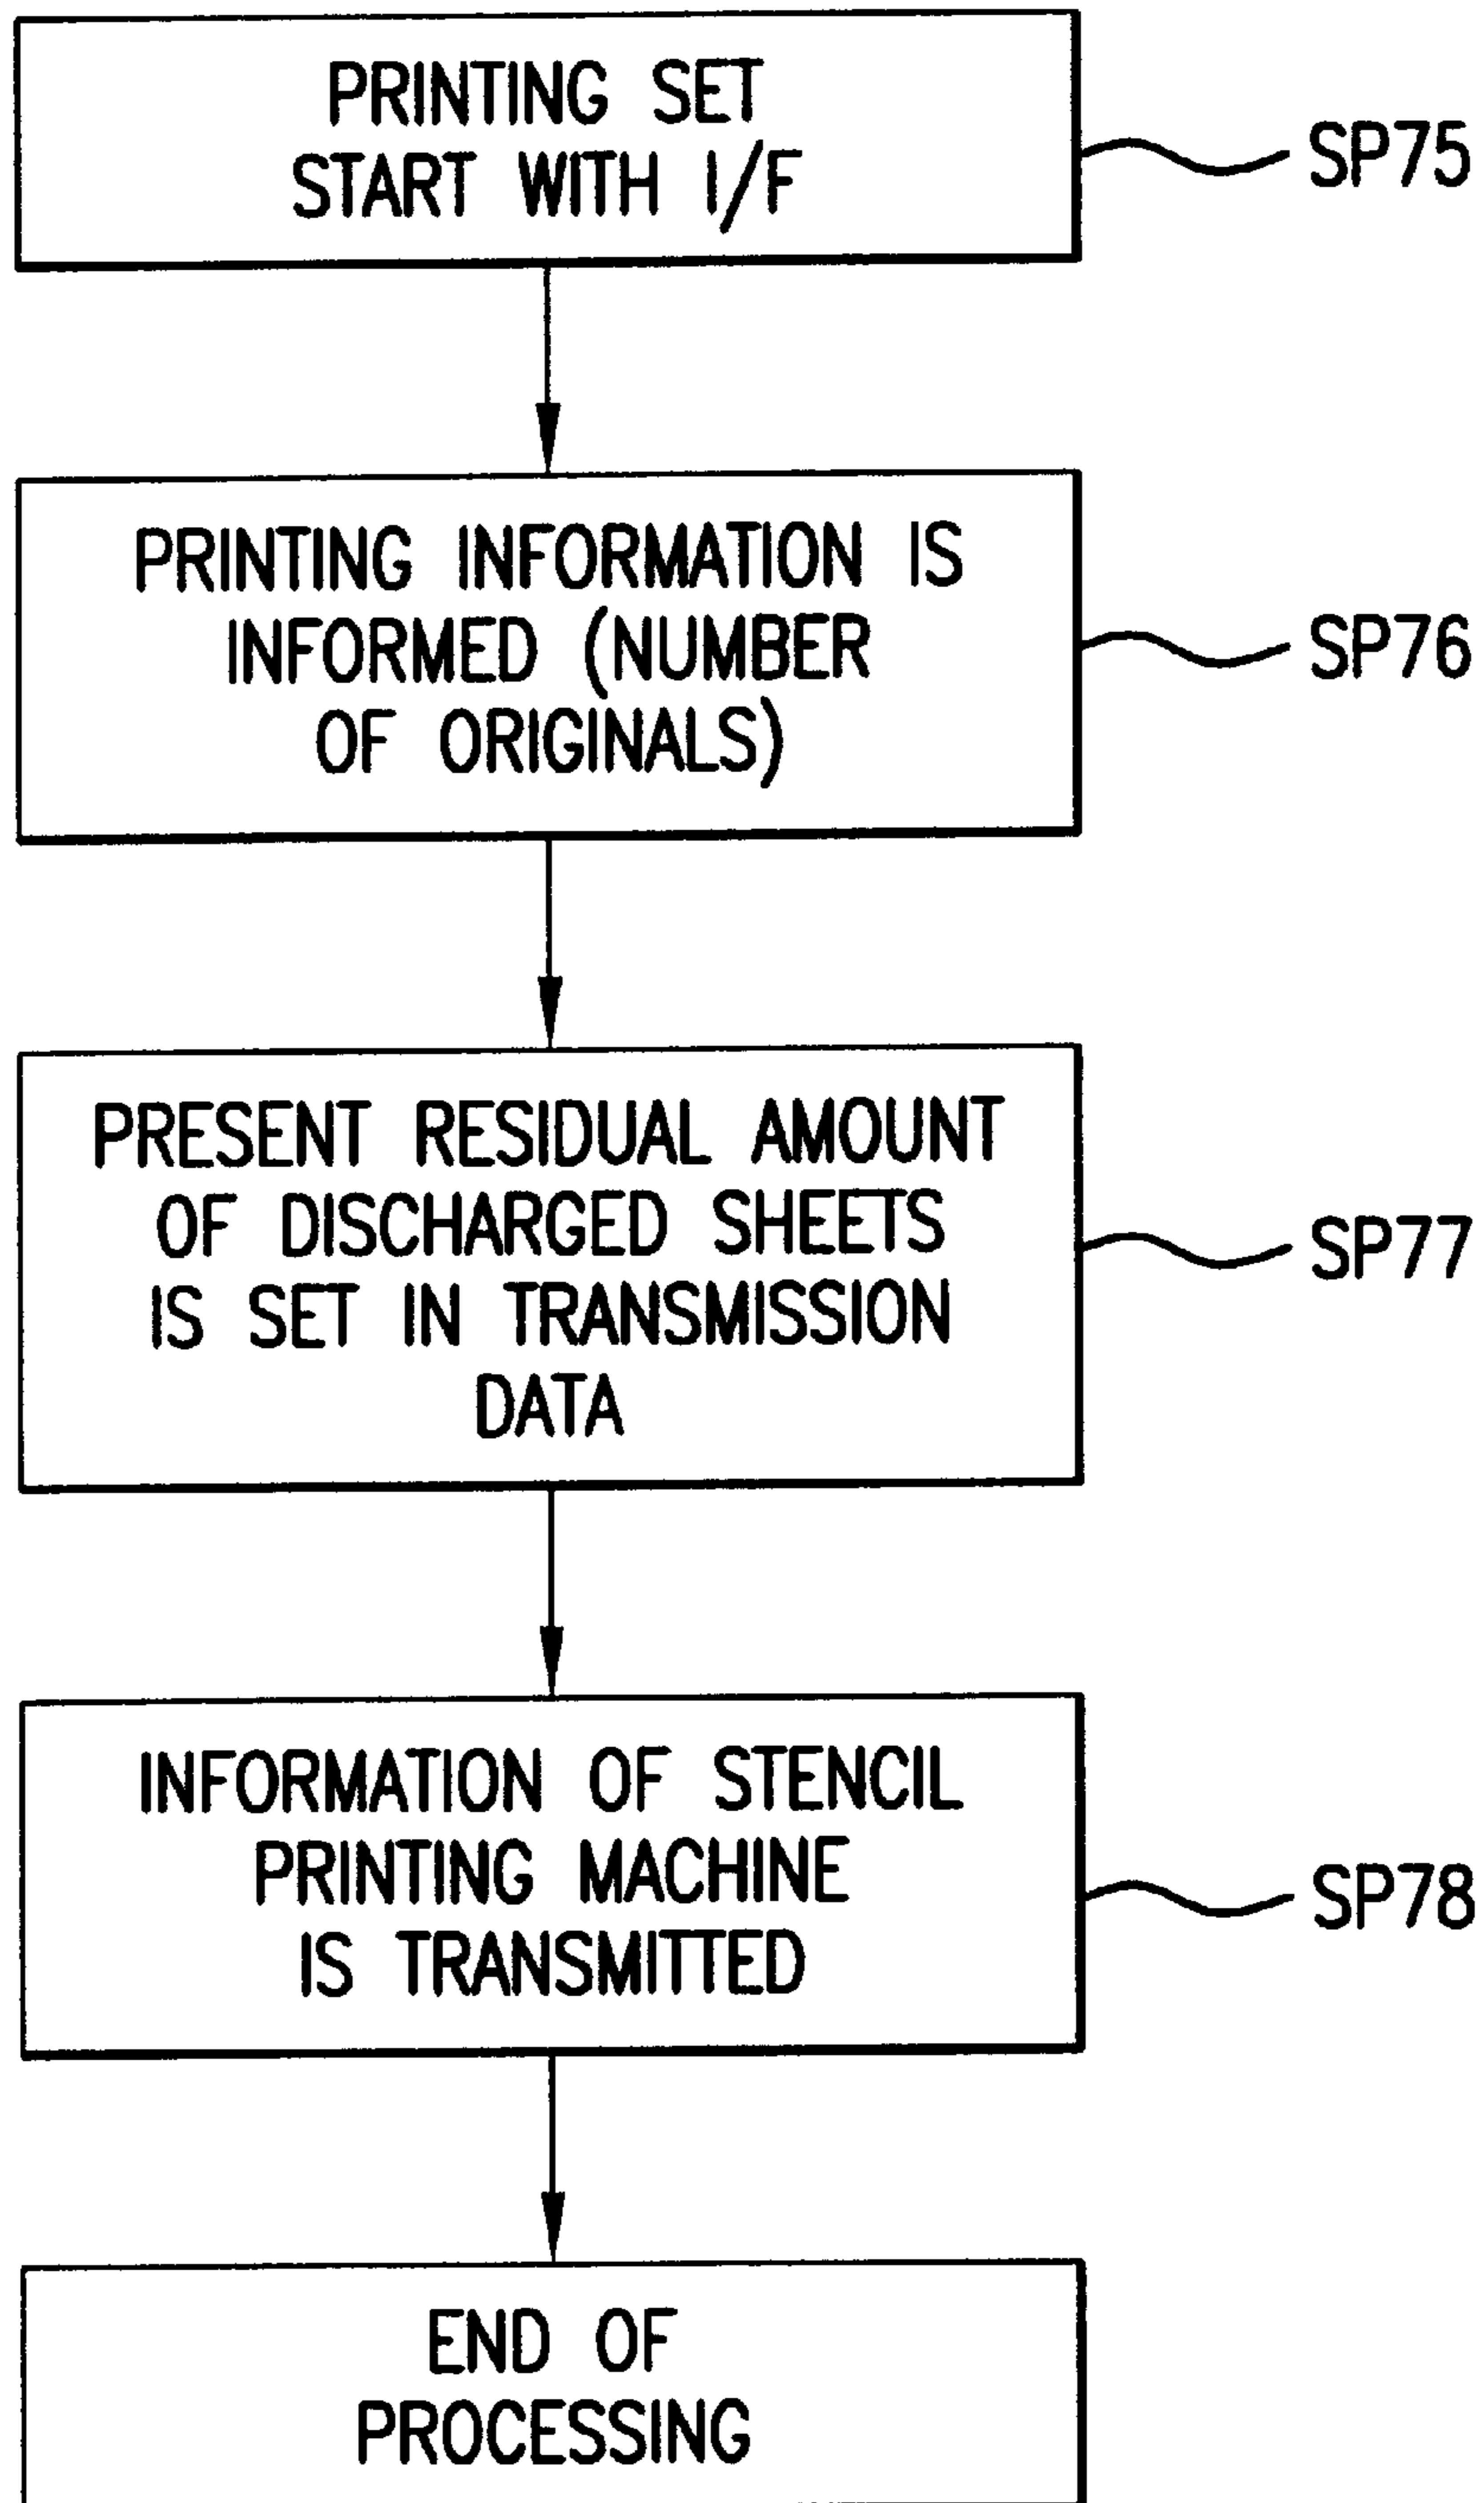 PRINTING SET
START WITH I/F
SP75
PRINTING INFORMATION IS
INFORMED (NUMBER
OF ORIGINALS)
SP76
PRESENT RESIDUAL AMOUNT
OF DISCHARGED SHEETS
IS SET IN TRANSMISSION
DATA
SP77
INFORMATION OF STENCIL
PRINTING MACHINE
IS TRANSMITTED
SP78
END OF
PROCESSING